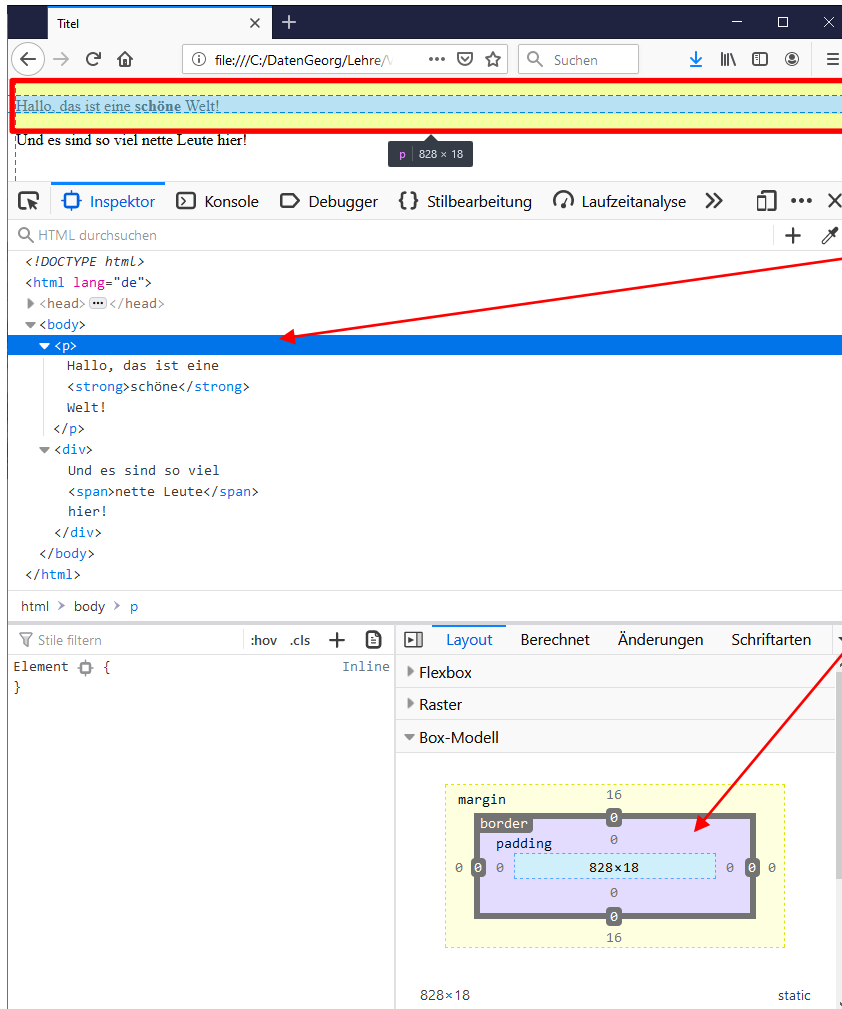 Titel
file:///C:/DatenGeorg/Lehre/
Suchen
Hallo, das ist eine schöne Welt!
Und es sind so viel nette Leute hier!
p 828 × 18
Inspektor Konsole Debugger Stilbearbeitung Laufzeitanalyse
HTML durchsuchen
<!DOCTYPE html>
<html lang="de">
<head> ••• </head>
<body>
<p>
Hallo, das ist eine
<strong>schöne</strong>
Welt!
</p>
<div>
Und es sind so viel
<span>nette Leute</span>
hier!
</div>
</body>
</html>
html > body > p
Stile filtern :hov .cls +
Layout Berechnet Änderungen Schriftarten
Element {
Inline
}
Flexbox
Raster
Box-Modell
margin 16
border 0
padding 0
0 0 0 828×18 0 0 0
0
0
16
828×18 static